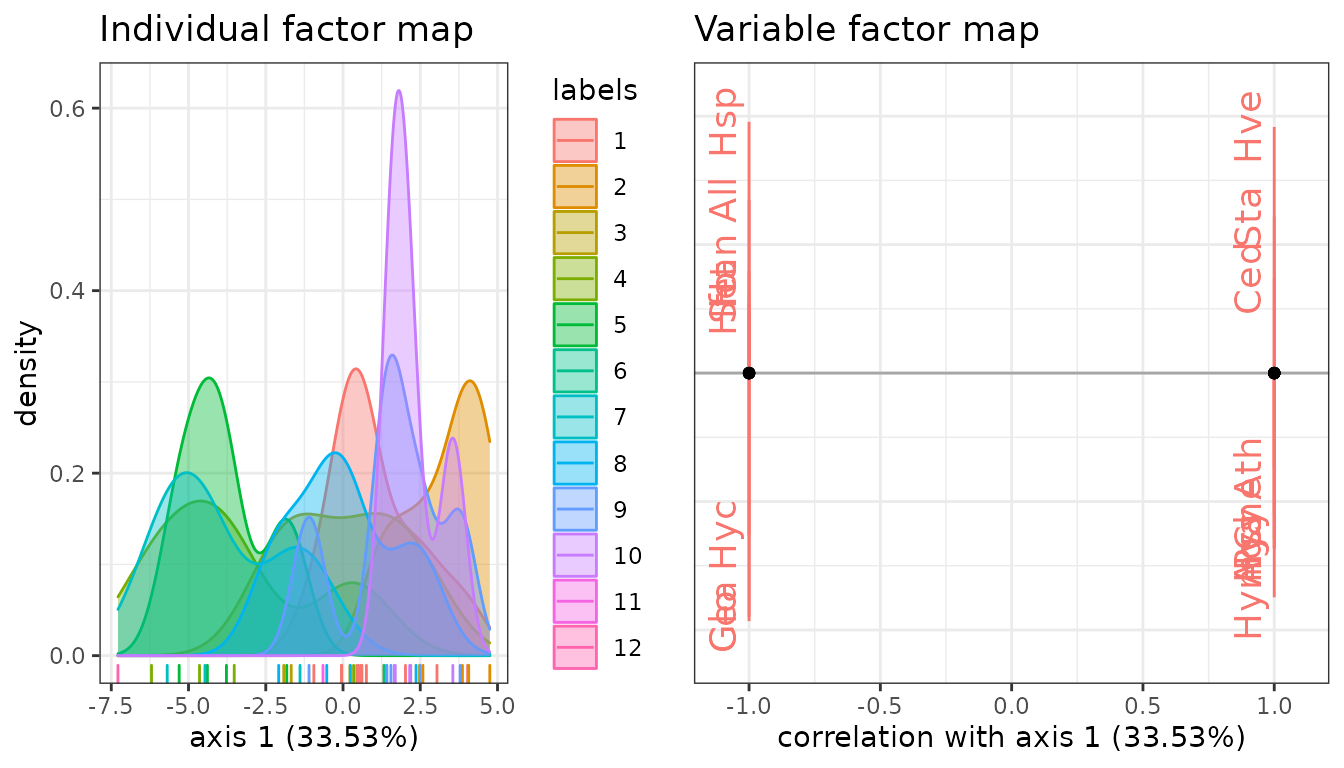 Individual factor map
density
0.6
0.4
0.2
0.0
-7.5 -5.0 -2.5 0.0 2.5 5.0
axis 1 (33.53%)
labels
1
2
3
4
5
6
7
8
9
10
11
12
Variable factor map
Hsp
All
Hve
Sta
Ced
Hyc
Ath
-1.0 -0.5 0.0 0.5 1.0
correlation with axis 1 (33.53%)